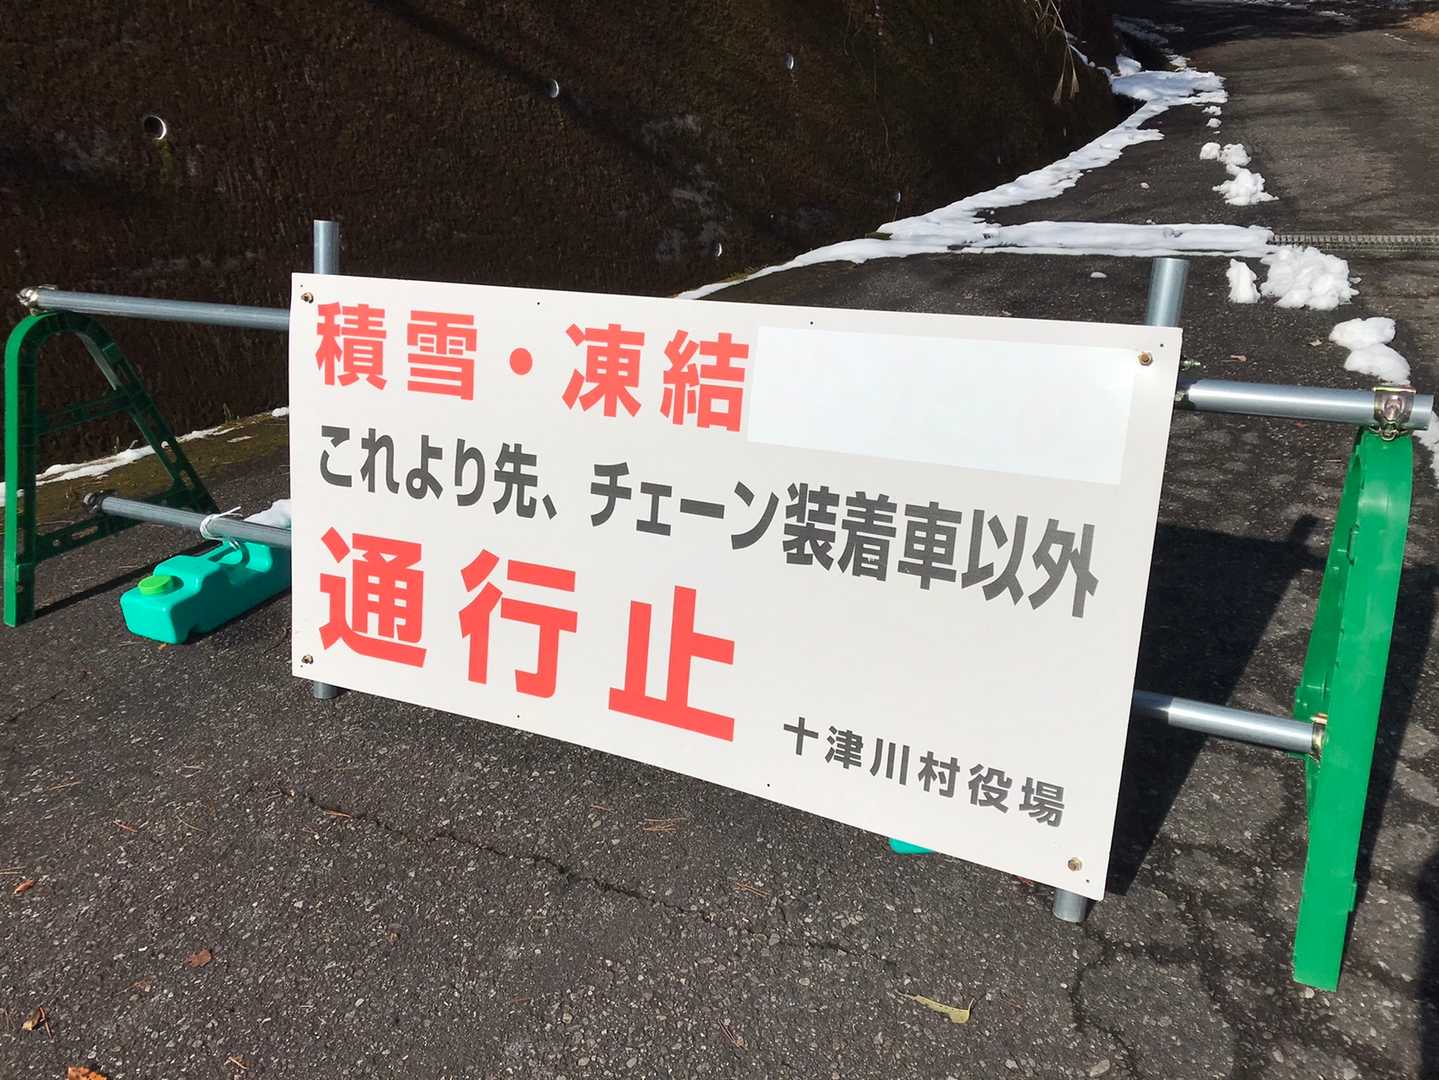 積雪・凍結
これより先、チェーン装着車以外
通行止
十津川村役場